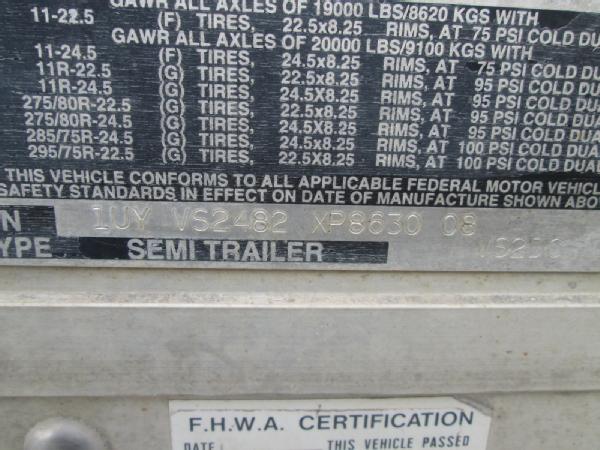 GAWR ALL AXLES OF 19000 LBS/8620 KGS WITH
11-22.5 (F) TIRES, 22.5X8.25 RIMS, AT 75 PSI COLD DU
GAWR ALL AXLES OF 20000 LBS/9100 KGS WITH
11-24.5 (F) TIRES, 24.5X8.25 RIMS, AT 75 PSI COLD DU
11R-22.5 (G) TIRES, 22.5X8.25 RIMS, AT 95 PSI COLD DU
11R-24.5 (G) TIRES, 24.5X8.25 RIMS, AT 95 PSI COLD DUA
275/80R-22.5 (G) TIRES, 22.5X8.25 RIMS, AT 95 PSI COLD DUA
275/80R-24.5 (G) TIRES, 24.5X8.25 RIMS, AT 95 PSI COLD DUA
285/75R-24.5 (G) TIRES, 24.5X8.25 RIMS, AT 100 PSI COLD DUAL
295/75R-22.5 (G) TIRES, 22.5X8.25 RIMS, AT 100 PSI COLD DUAL
THIS VEHICLE CONFORMS TO ALL APPLICABLE FEDERAL MOTOR VEHICL
SAFETY STANDARDS IN EFFECT ON DATE OF MANUFACTURE SHOWN ABOV
N 1UY VS2482 XP8630 08
YPE SEMI TRAILER VS2DC
F.H.W.A. CERTIFICATION
DATE THIS VEHICLE PASSED